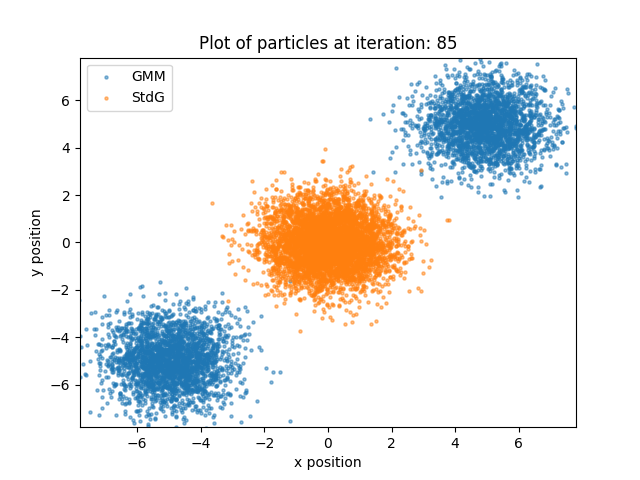 Plot of particles at iteration: 85
GMM
StdG
6
4
2
0
−2
−4
−6
y position
−6 −4 −2 0 2 4 6
x position